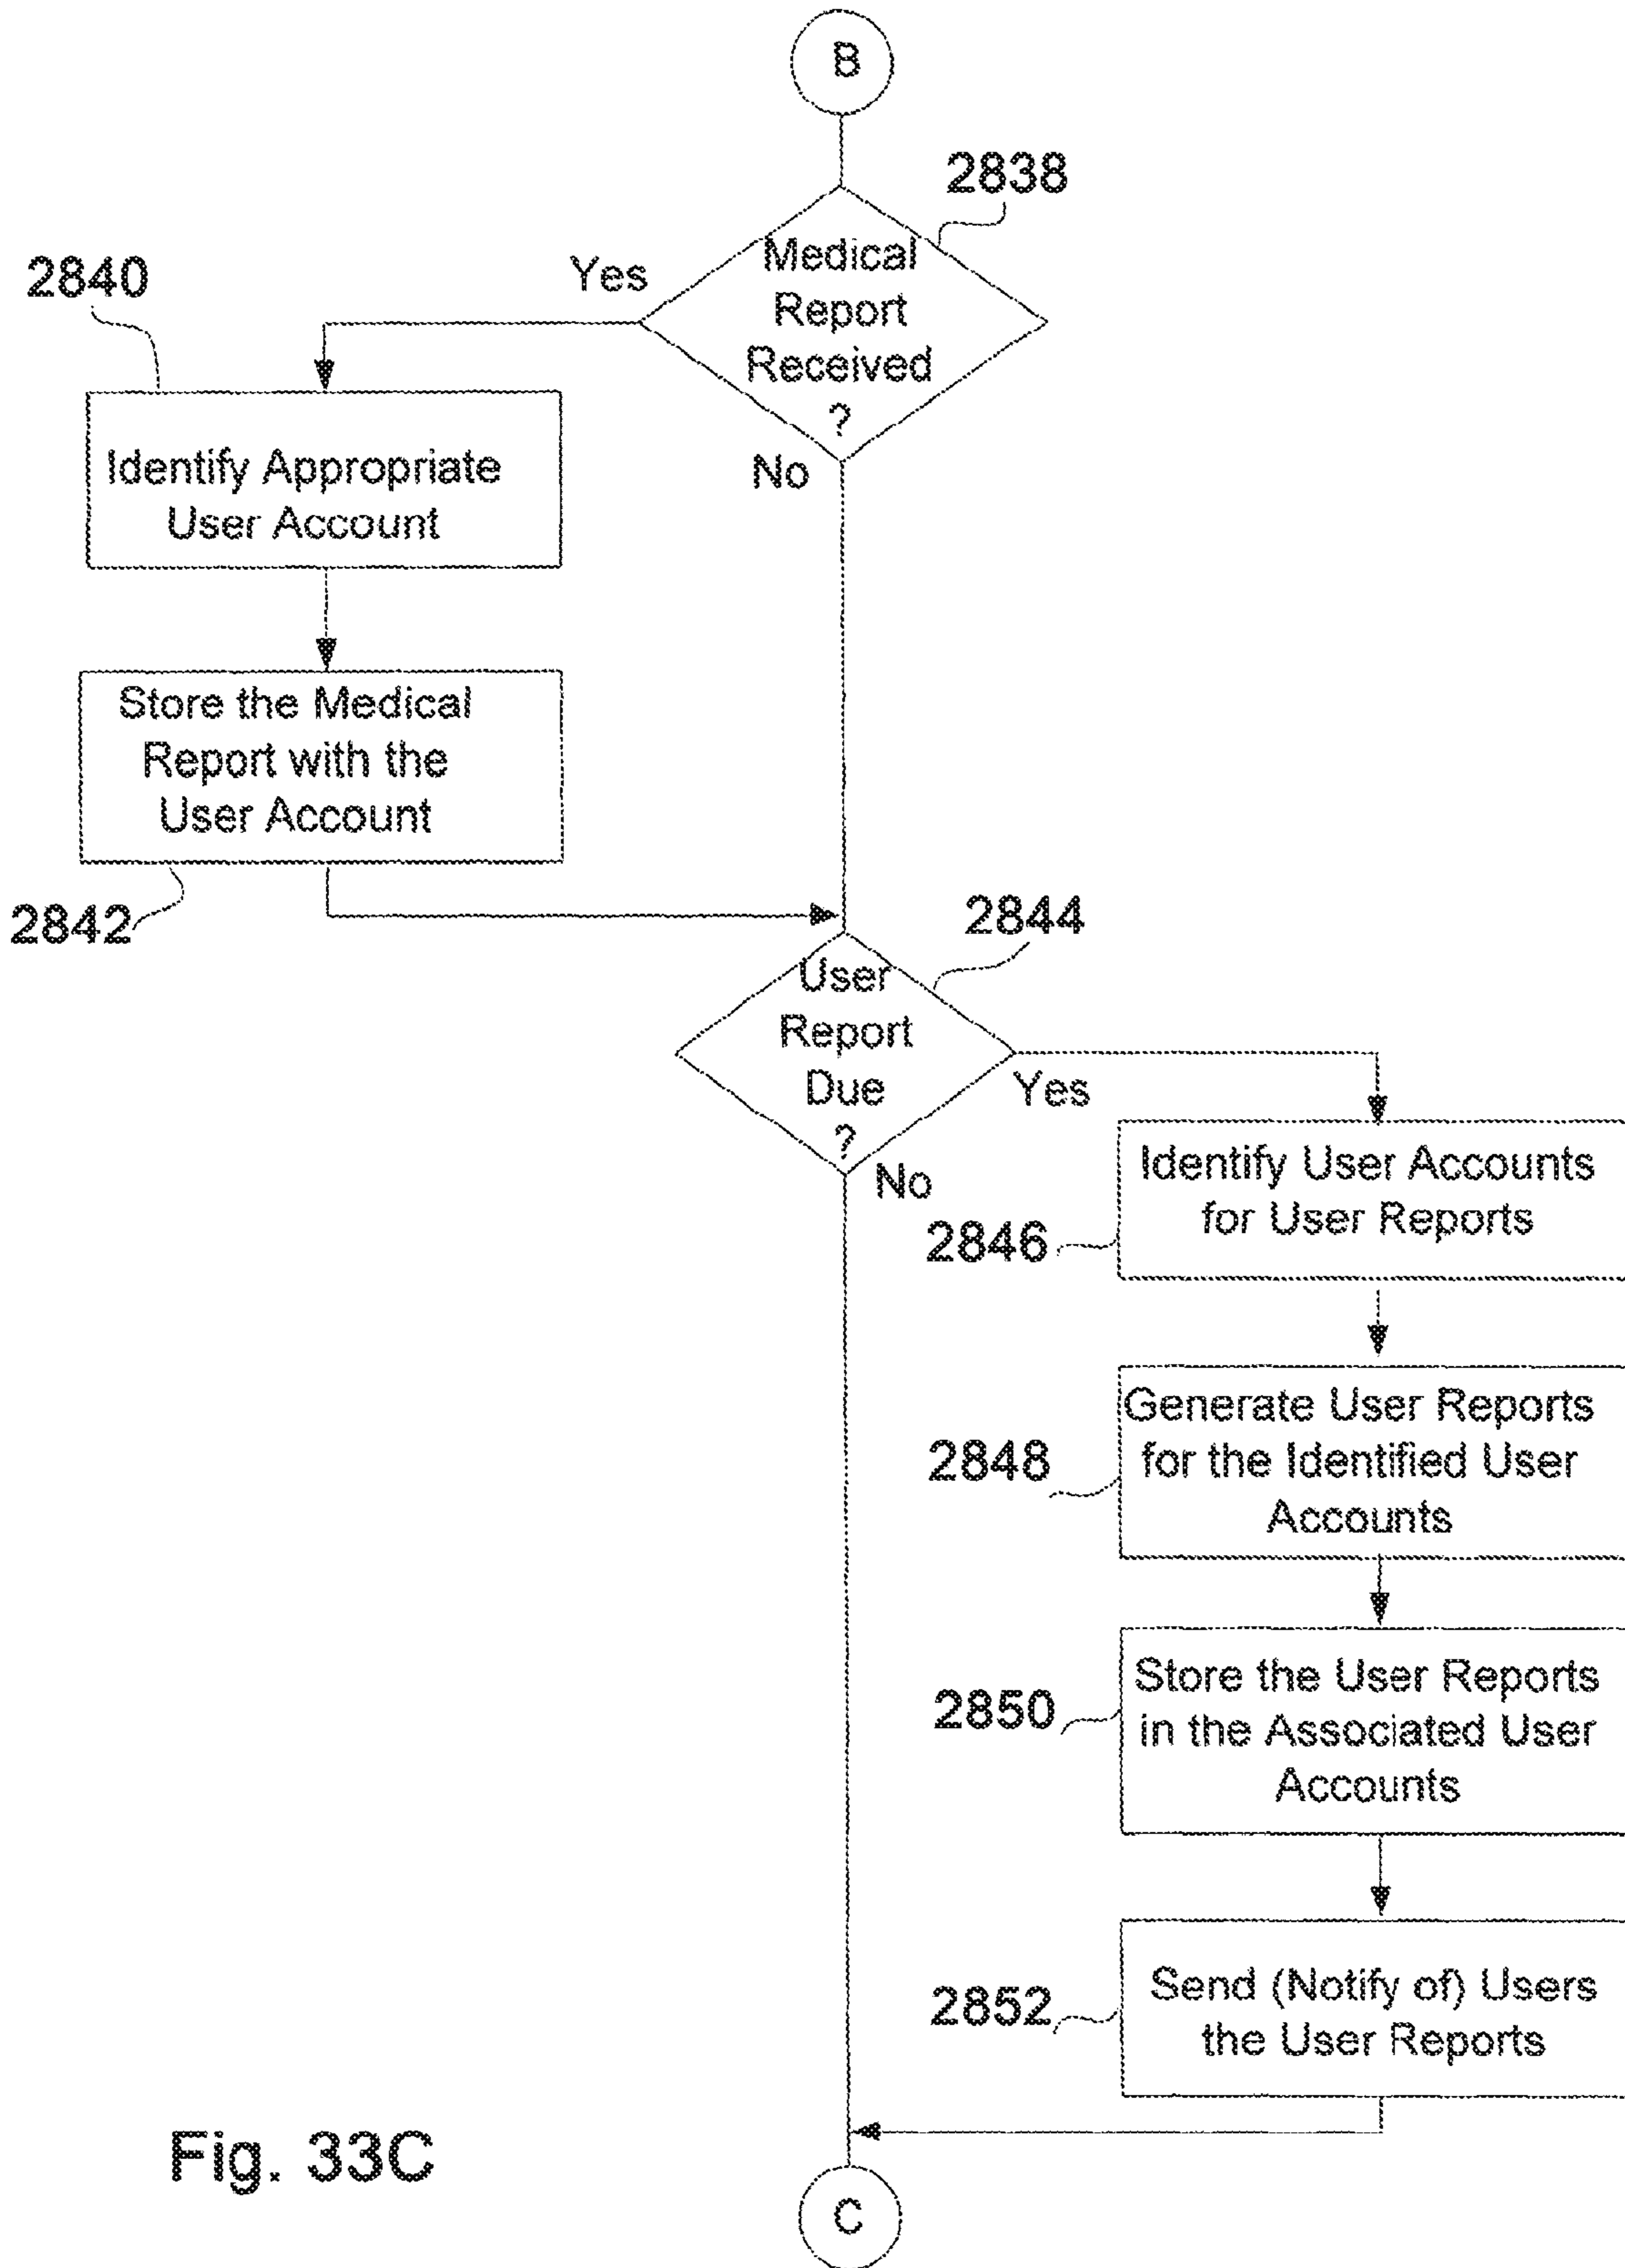 B
2838
Medical
Report
Received
?
Yes
No
2840
Identify Appropriate
User Account
Store the Medical
Report with the
User Account
2842
2844
User
Report
Due
?
Yes
No
Identify User Accounts
for User Reports
2846
Generate User Reports
for the Identified User
Accounts
2848
Store the User Reports
in the Associated User
Accounts
2850
Send (Notify of) Users
the User Reports
2852
Fig. 33C
C